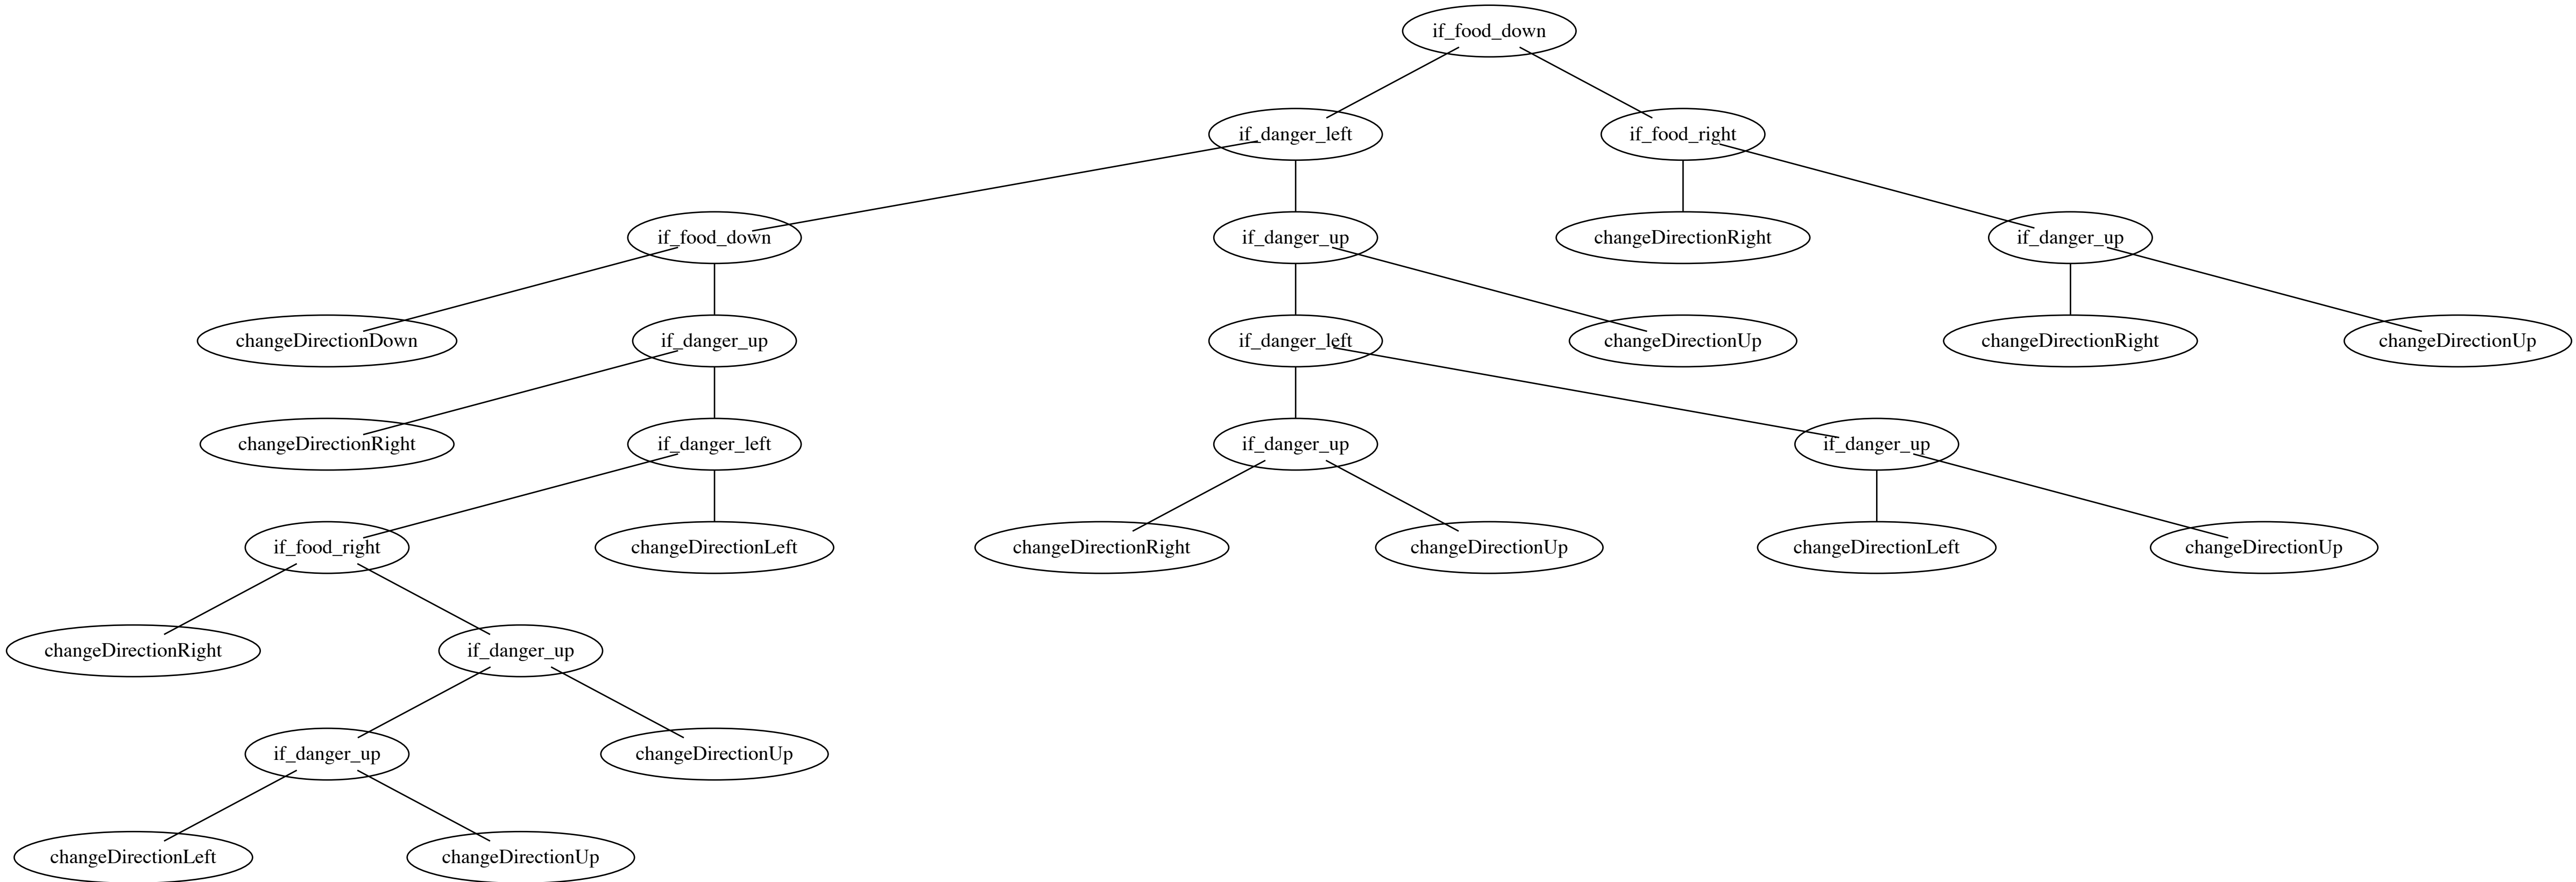 if_food_down
if_danger_left
if_food_right
if_food_down
if_danger_up
changeDirectionRight
if_danger_up
changeDirectionDown
if_danger_up
if_danger_left
changeDirectionUp
changeDirectionRight
changeDirectionUp
changeDirectionRight
if_danger_left
if_danger_up
if_danger_up
if_food_right
changeDirectionLeft
changeDirectionRight
changeDirectionUp
changeDirectionLeft
changeDirectionUp
changeDirectionRight
if_danger_up
if_danger_up
changeDirectionUp
changeDirectionLeft
changeDirectionUp